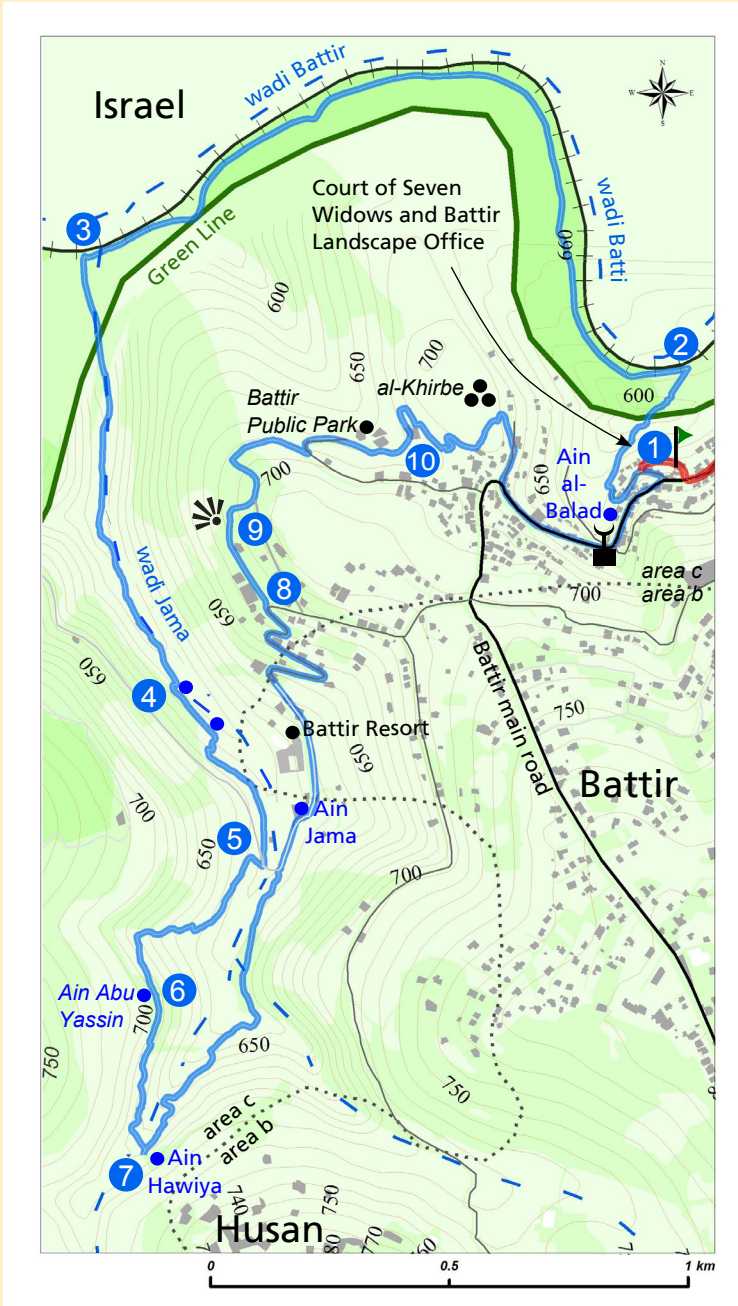 wadi Battir
Israel
N
W
E
S
Court of Seven
Widows and Battir
Landscape Office
wadi Batti
3
Green Line
660
600
2
600
650
700
al-Khirbe
Battir
Public Park
1
Ain
al-
Balad
10
700
650
9
area c
area b
700
8
wadi Jama
650
650
4
Battir main road
750
Battir Resort
650
Battir
700
Ain
Jama
5
650
700
6
Ain Abu
Yassin
700
650
750
750
area c
area b
7
Ain
Hawiya
740
750
Husan
770
0
0.5
1 km